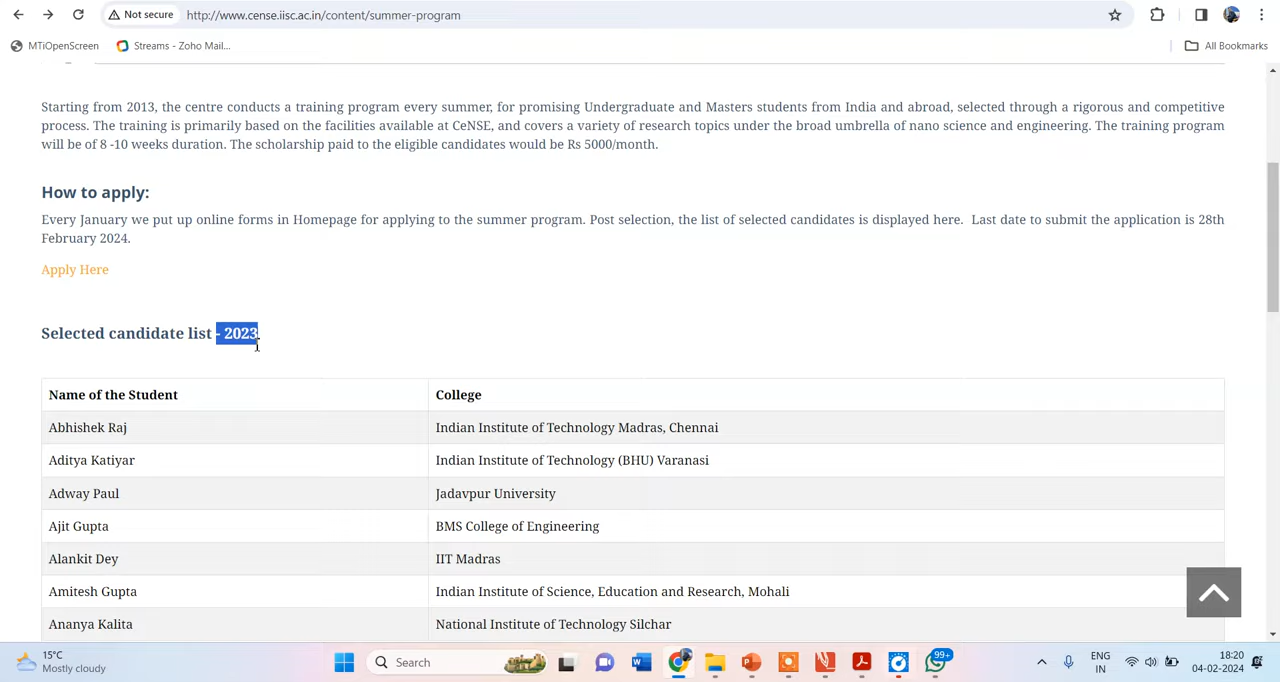 Not secure http://www.cense.iisc.ac.in/content/summer-program
MTiOpenScreen Streams - Zoho Mail... All Bookmarks
Starting from 2013, the centre conducts a training program every summer, for promising Undergraduate and Masters students from India and abroad, selected through a rigorous and competitive
process. The training is primarily based on the facilities available at CeNSE, and covers a variety of research topics under the broad umbrella of nano science and engineering. The training program
will be of 8 -10 weeks duration. The scholarship paid to the eligible candidates would be Rs 5000/month.
How to apply:
Every January we put up online forms in Homepage for applying to the summer program. Post selection, the list of selected candidates is displayed here. Last date to submit the application is 28th
February 2024.
Apply Here
Selected candidate list - 2023
Name of the Student College
Abhishek Raj Indian Institute of Technology Madras, Chennai
Aditya Katiyar Indian Institute of Technology (BHU) Varanasi
Adway Paul Jadavpur University
Ajit Gupta BMS College of Engineering
Alankit Dey IIT Madras
Amitesh Gupta Indian Institute of Science, Education and Research, Mohali
Ananya Kalita National Institute of Technology Silchar
15°C
Mostly cloudy
Search
99+
ENG
IN
18:20
04-02-2024